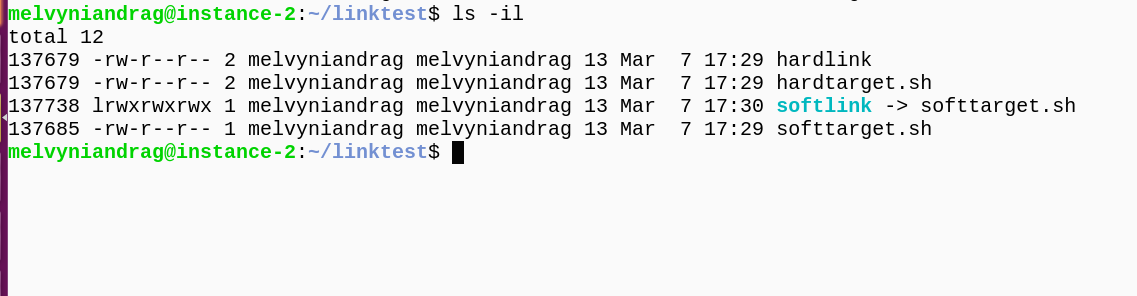 melvyniandrag@instance-2:~/linktest$ ls -il
total 12
137679 -rw-r--r-- 2 melvyniandrag melvyniandrag 13 Mar  7 17:29 hardlink
137679 -rw-r--r-- 2 melvyniandrag melvyniandrag 13 Mar  7 17:29 hardtarget.sh
137738 lrwxrwxrwx 1 melvyniandrag melvyniandrag 13 Mar  7 17:30 softlink -> softtarget.sh
137685 -rw-r--r-- 1 melvyniandrag melvyniandrag 13 Mar  7 17:29 softtarget.sh
melvyniandrag@instance-2:~/linktest$